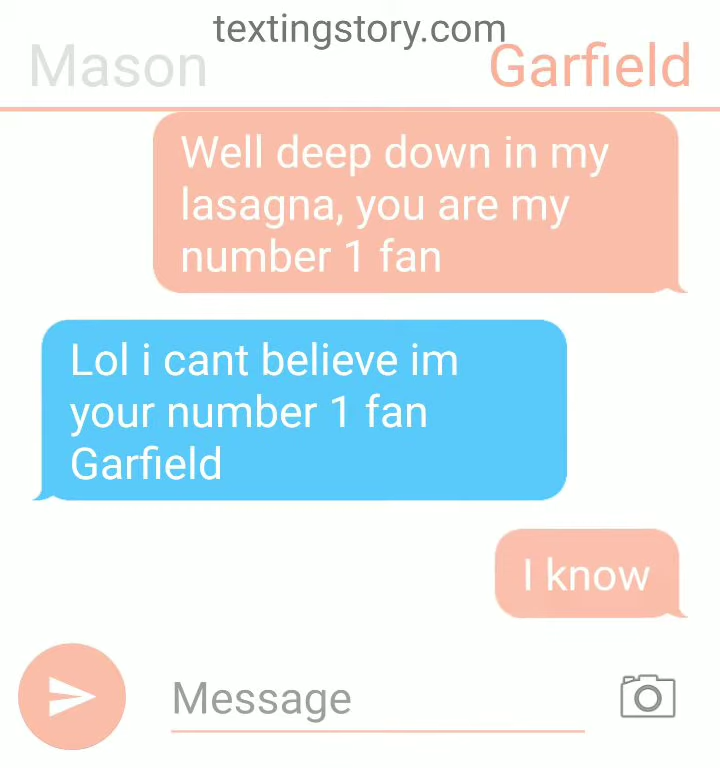 textingstory.com
Mason
Garfield
Well deep down in my
lasagna, you are my
number 1 fan
Lol i cant believe im
your number 1 fan
Garfield
I know
Message